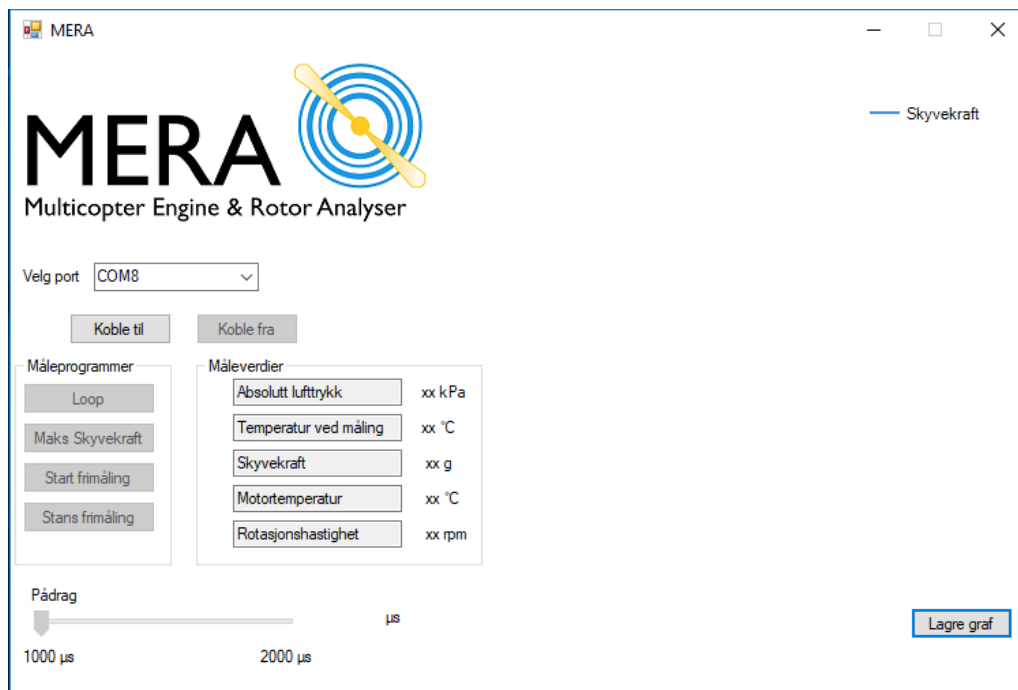 MERA
Skyvekraft
MERA
Multicopter Engine & Rotor Analyser
Velg port COM8
Koble til Koble fra
Måleprogrammer
Loop
Maks Skyvekraft
Start frimåling
Stans frimåling
Måleverdier
Absolutt lufttrykk xx kPa
Temperatur ved måling xx °C
Skyvekraft xx g
Motortemperatur xx °C
Rotasjonshastighet xx rpm
Pådrag
µs
1000 µs 2000 µs
Lagre graf